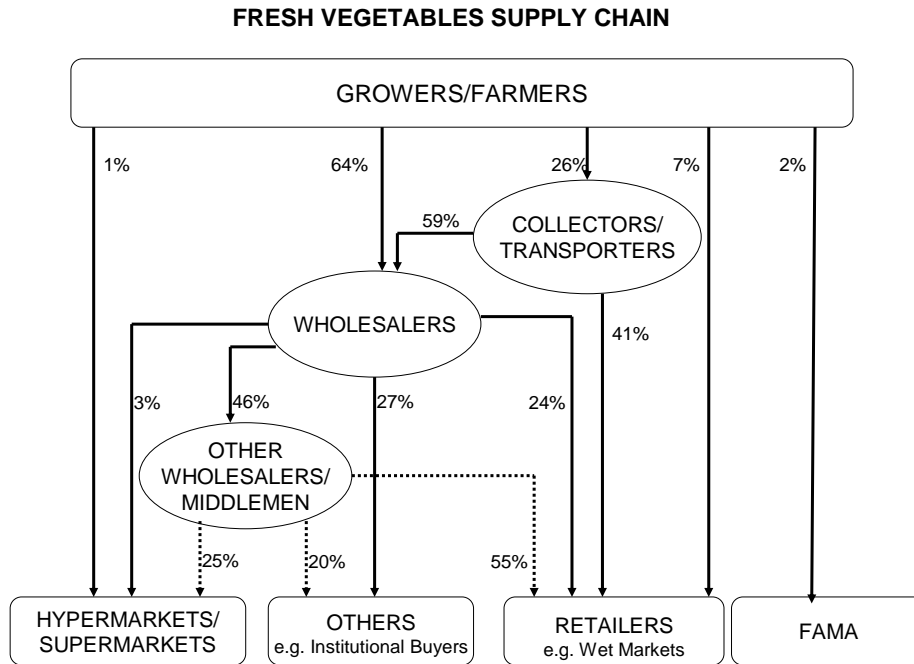 FRESH VEGETABLES SUPPLY CHAIN
GROWERS/FARMERS
1%
64%
26%
7%
2%
59%
COLLECTORS/
TRANSPORTERS
WHOLESALERS
41%
3%
46%
27%
24%
OTHER
WHOLESALERS/
MIDDLEMEN
25%
20%
55%
HYPERMARKETS/
SUPERMARKETS
OTHERS
e.g. Institutional Buyers
RETAILERS
e.g. Wet Markets
FAMA